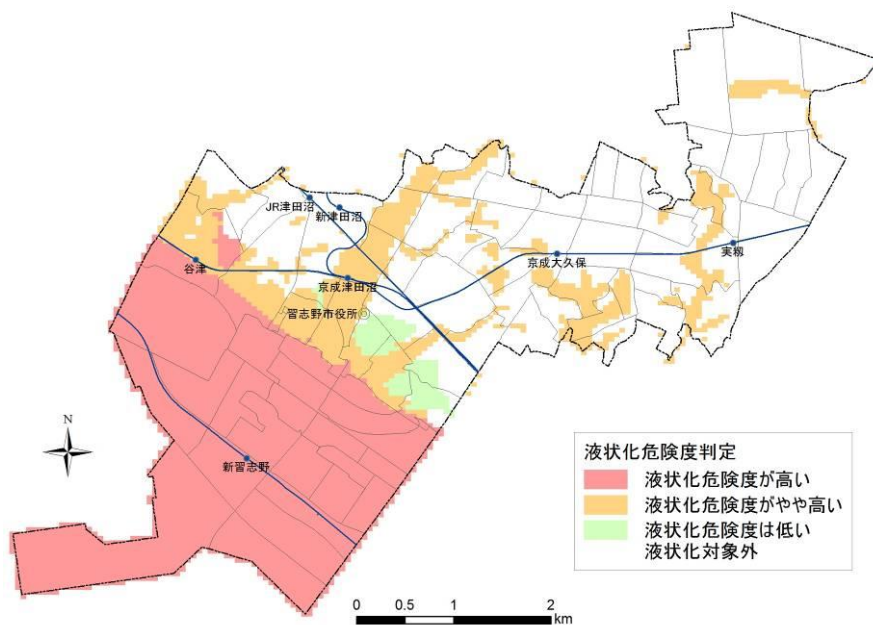 JR津田沼
新津田沼
実籾
京成大久保
谷津
京成津田沼
習志野市役所
N
新習志野
液状化危険度判定
液状化危険度が高い
液状化危険度がやや高い
液状化危険度は低い
液状化対象外
0 0.5 1 2
km